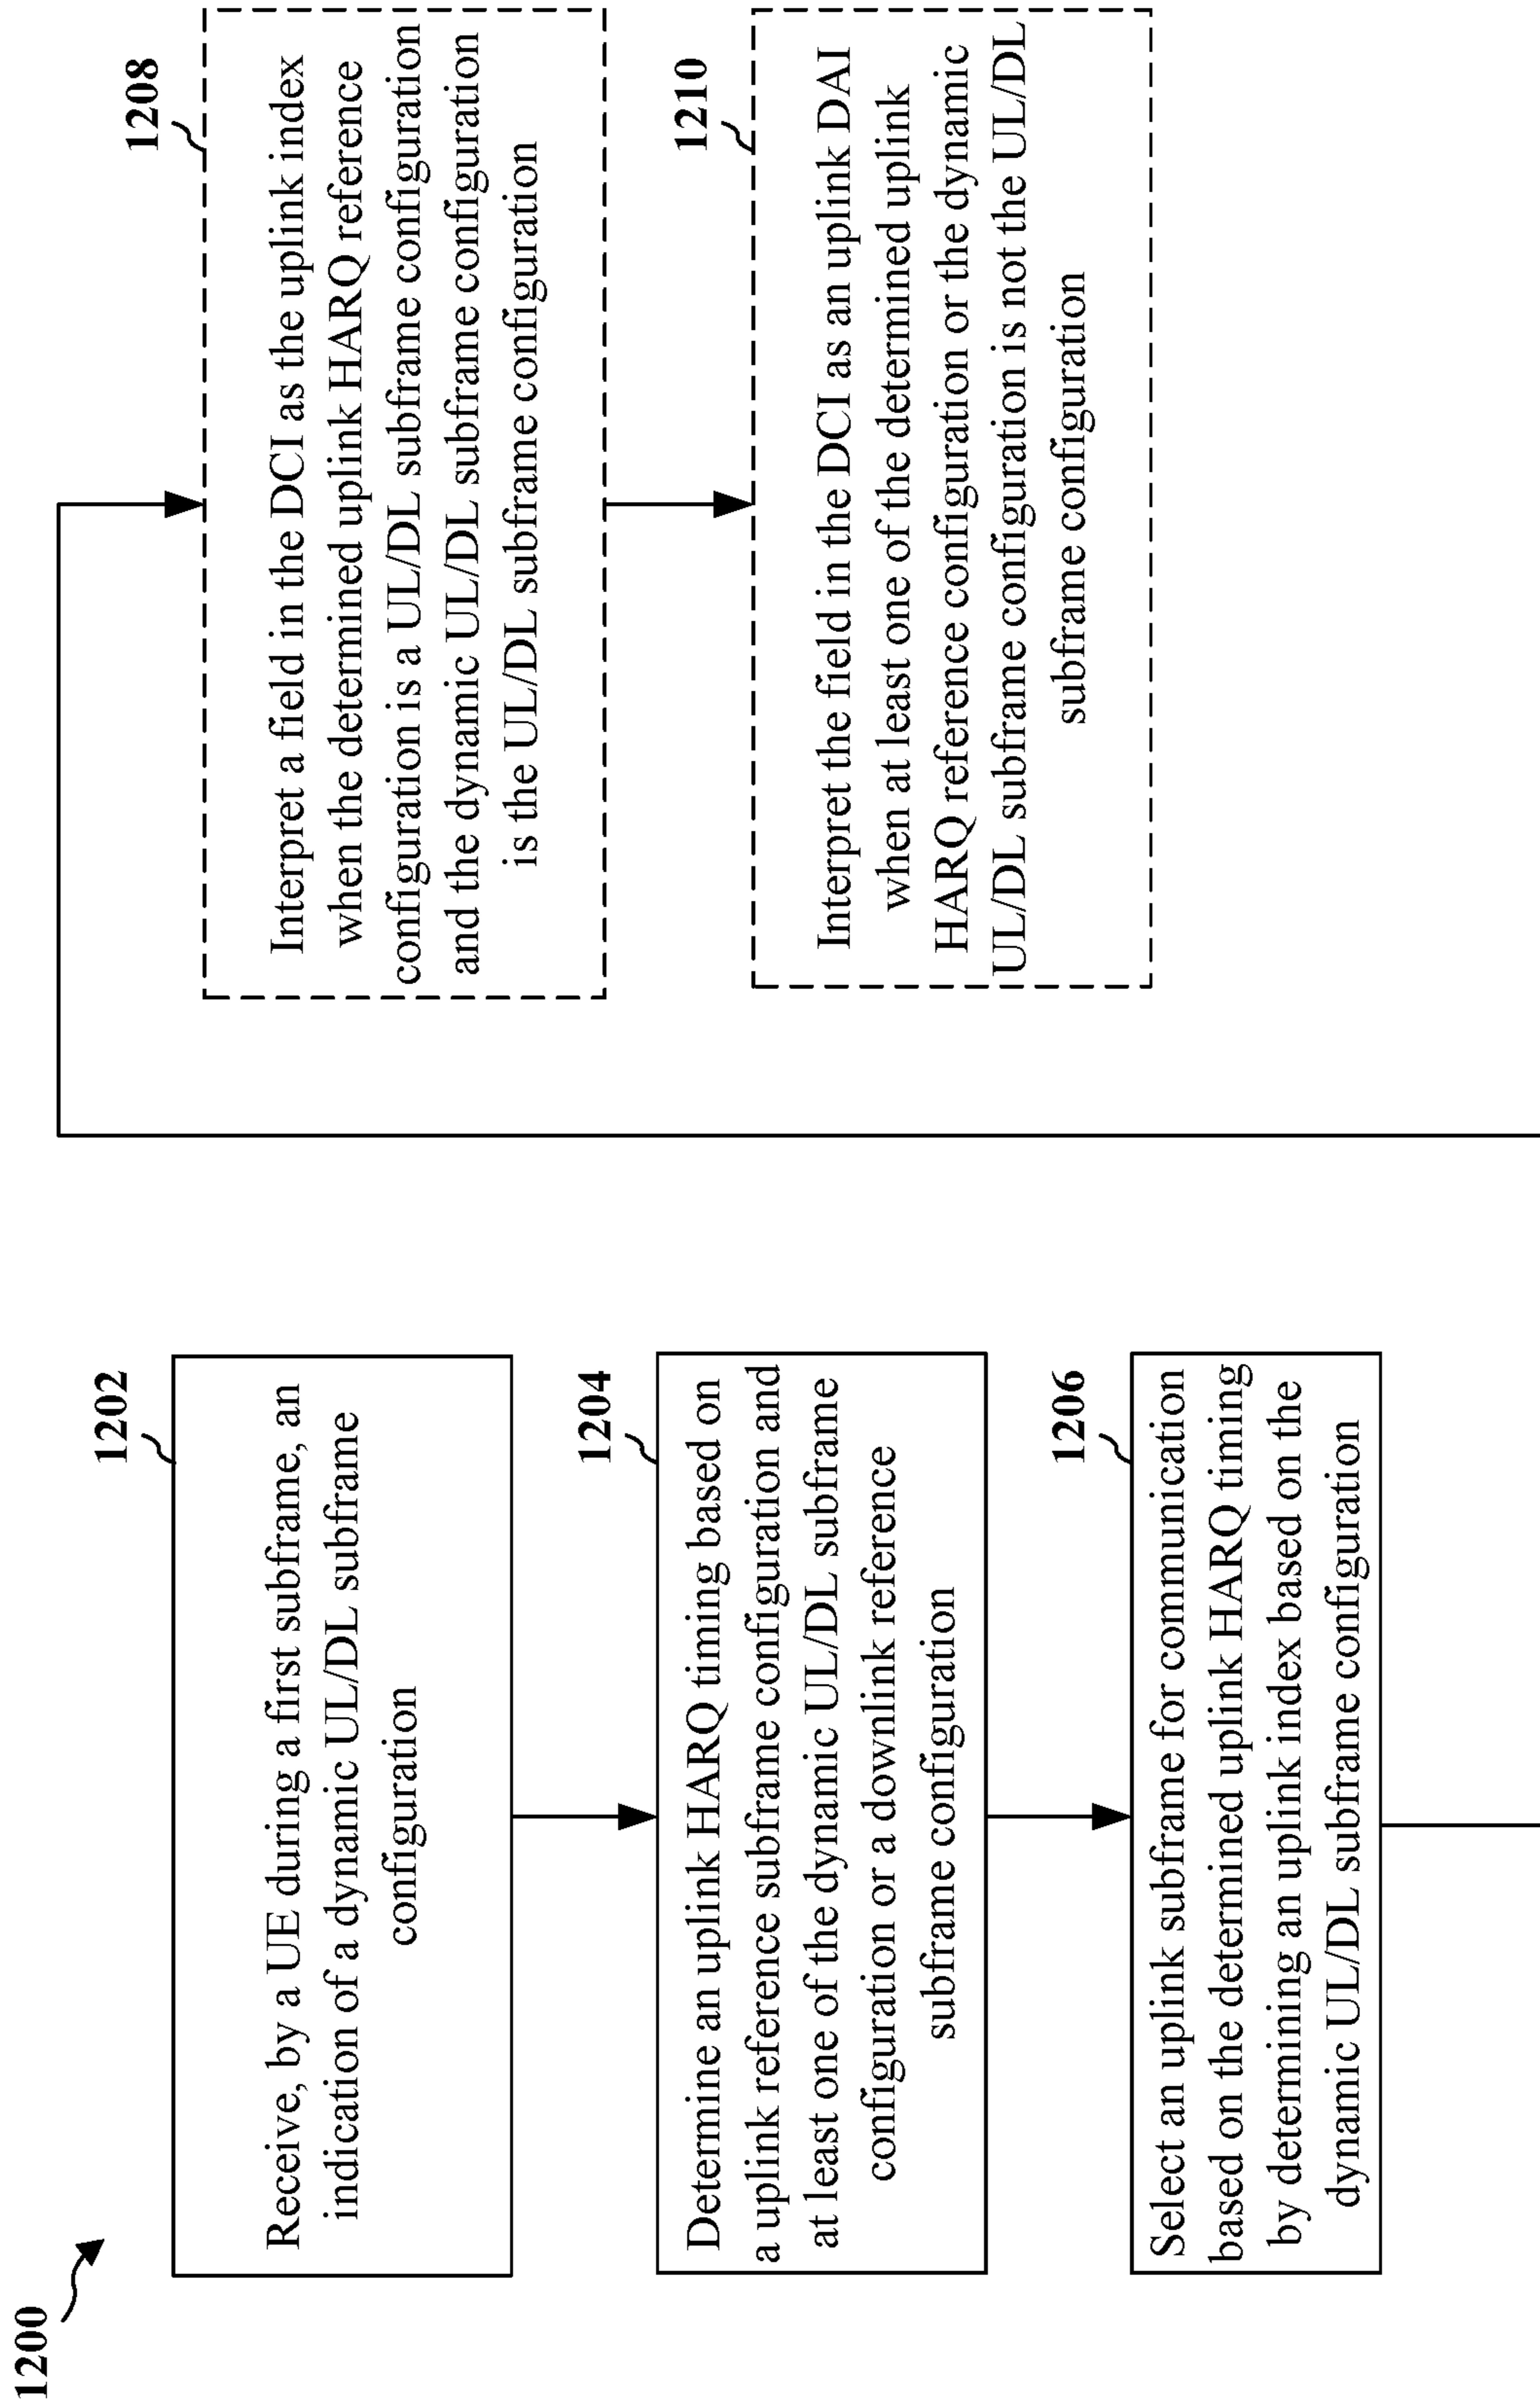 1200
1202
Receive, by a UE during a first subframe, an
indication of a dynamic UL/DL subframe
configuration
1204
Determine an uplink HARQ timing based on
a uplink reference subframe configuration and
at least one of the dynamic UL/DL subframe
configuration or a downlink reference
subframe configuration
1206
Select an uplink subframe for communication
based on the determined uplink HARQ timing
by determining an uplink index based on the
dynamic UL/DL subframe configuration
1208
Interpret a field in the DCI as the uplink index
when the determined uplink HARQ reference
configuration is a UL/DL subframe configuration
and the dynamic UL/DL subframe configuration
is the UL/DL subframe configuration
1210
Interpret the field in the DCI as an uplink DAI
when at least one of the determined uplink
HARQ reference configuration or the dynamic
UL/DL subframe configuration is not the UL/DL
subframe configuration